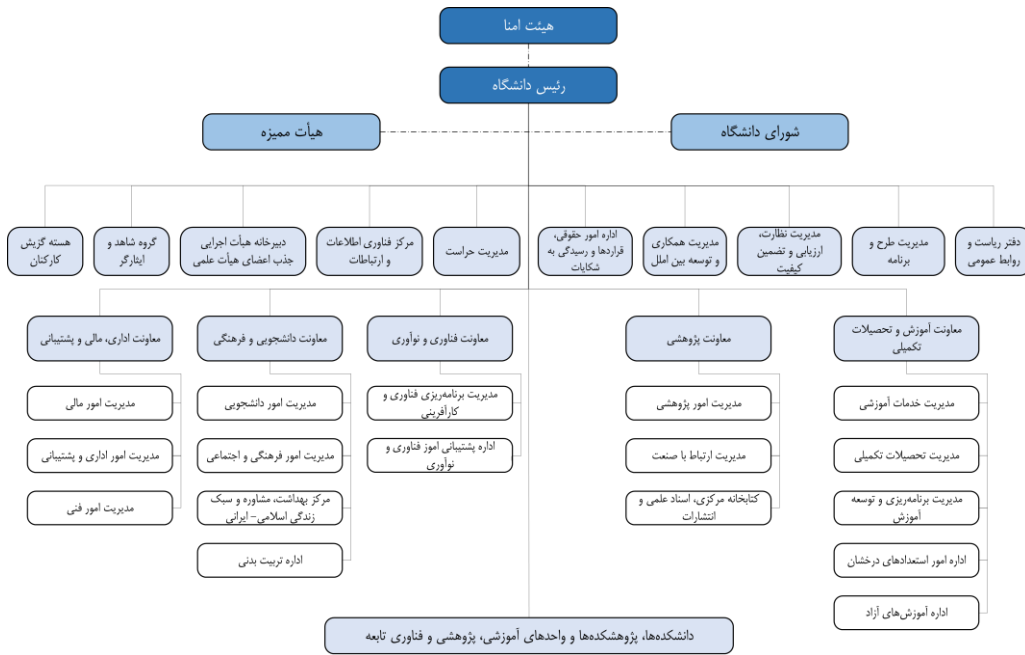 هیئت امنا
رئیس دانشگاه
شورای دانشگاه
هیأت ممیزه
دفتر ریاست و
روابط عمومی
مدیریت طرح و
برنامه
مدیریت نظارت،
ارزیابی و تضمین
کیفیت
مدیریت همکاری
و توسعه بین املل
اداره امور حقوقی،
قراردها و رسیدگی به
شکایات
مدیریت حراست
مرکز فناوری اطلاعات
و ارتباطات
دبیرخانه هیأت اجرایی
جذب اعضای هیأت علمی
گروه شاهد و
ایثارگر
هسته گزیش
کارکنان
معاونت آموزش و تحصیلات
تکمیلی
مدیریت خدمات آموزشی
مدیریت تحصیلات تکمیلی
مدیریت برنامه‌ریزی و توسعه
آموزش
اداره امور استعدادهای درخشان
اداره آموزش‌های آزاد
معاونت پژوهشی
مدیریت امور پژوهشی
مدیریت ارتباط با صنعت
کتابخانه مرکزی، اسناد علمی و
انتشارات
معاونت فناوری و نوآوری
مدیریت برنامه‌ریزی فناوری و
کارآفرینی
اداره پشتیبانی اموز فناوری و
نوآوری
معاونت دانشجویی و فرهنگی
مدیریت امور دانشجویی
مدیریت امور فرهنگی و اجتماعی
مرکز بهداشت، مشاوره و سبک
زندگی اسلامی– ایرانی
اداره تربیت بدنی
معاونت اداری، مالی و پشتیبانی
مدیریت امور مالی
مدیریت امور اداری و پشتیبانی
مدیریت امور فنی
دانشکده‌ها، پژوهشکده‌ها و واحدهای آموزشی، پژوهشی و فناوری تابعه